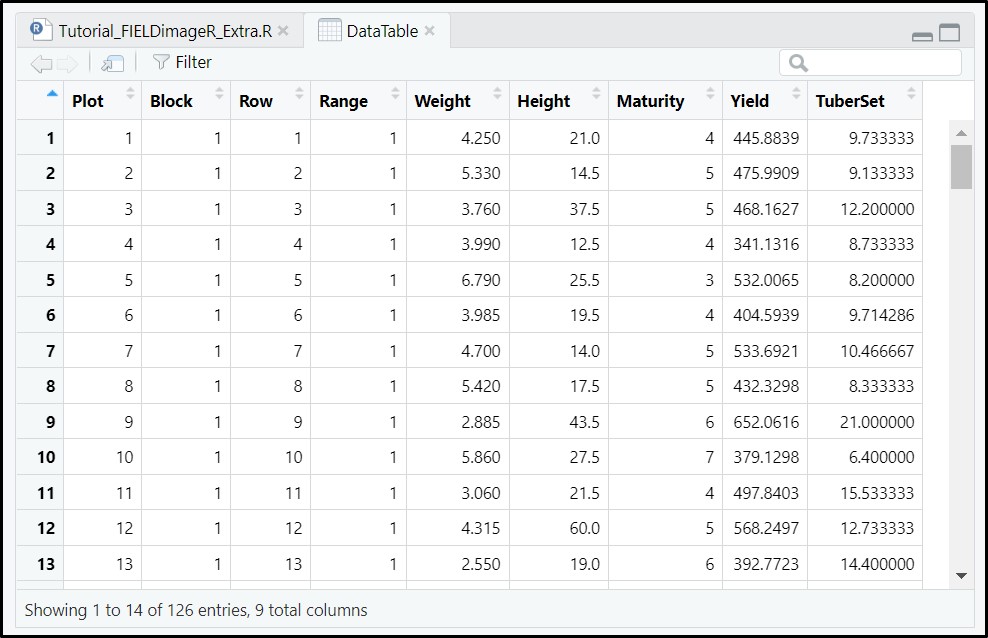 R Tutorial_FIELDimageR_Extra.R × DataTable ×
Filter
Plot Block Row Range Weight Height Maturity Yield TuberSet
1 1 1 1 1 4.250 21.0 4 445.8839 9.733333
2 2 1 2 1 5.330 14.5 5 475.9909 9.133333
3 3 1 3 1 3.760 37.5 5 468.1627 12.200000
4 4 1 4 1 3.990 12.5 4 341.1316 8.733333
5 5 1 5 1 6.790 25.5 3 532.0065 8.200000
6 6 1 6 1 3.985 19.5 4 404.5939 9.714286
7 7 1 7 1 4.700 14.0 5 533.6921 10.466667
8 8 1 8 1 5.420 17.5 5 432.3298 8.333333
9 9 1 9 1 2.885 43.5 6 652.0616 21.000000
10 10 1 10 1 5.860 27.5 7 379.1298 6.400000
11 11 1 11 1 3.060 21.5 4 497.8403 15.533333
12 12 1 12 1 4.315 60.0 5 568.2497 12.733333
13 13 1 13 1 2.550 19.0 6 392.7723 14.400000
Showing 1 to 14 of 126 entries, 9 total columns